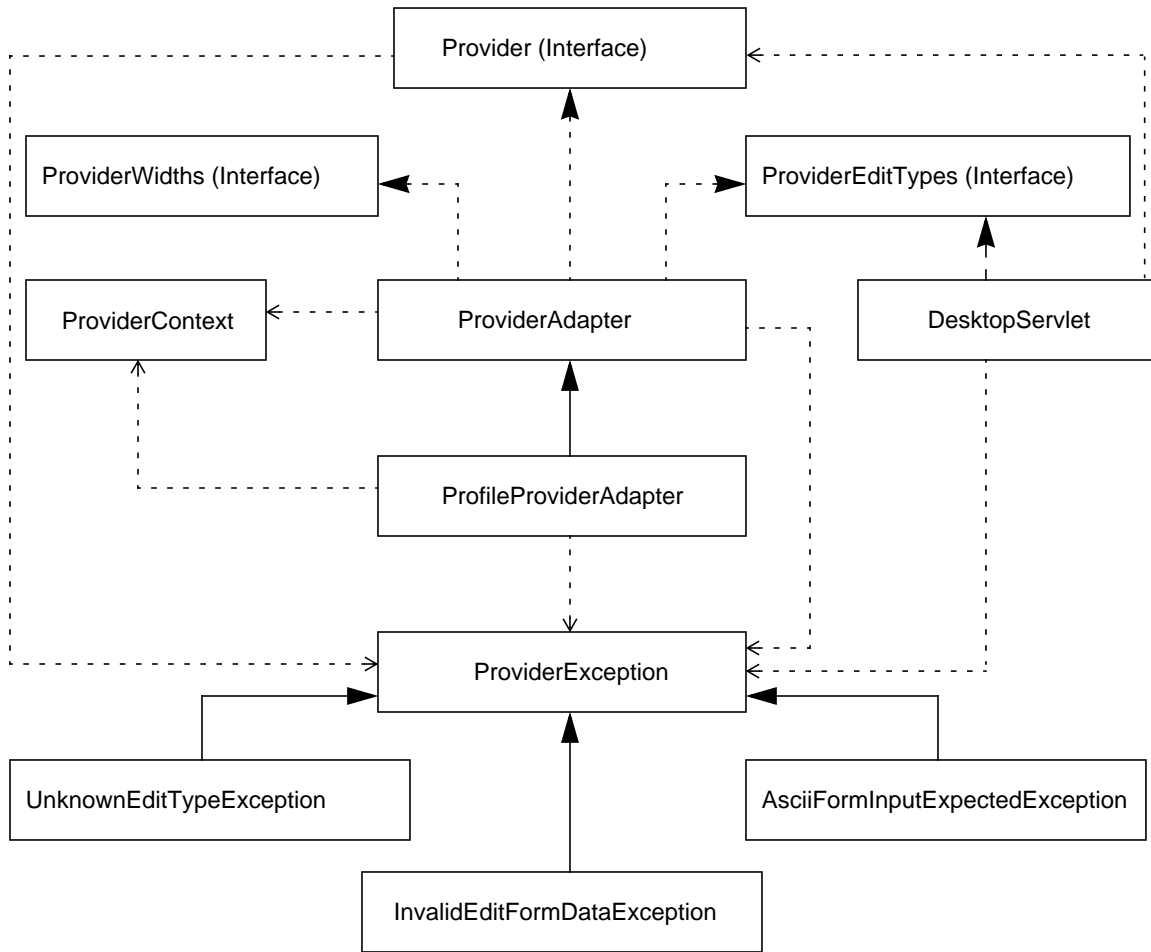 Provider (Interface)
ProviderWidths (Interface)
ProviderEditTypes (Interface)
ProviderContext
ProviderAdapter
DesktopServlet
ProfileProviderAdapter
ProviderException
UnknownEditTypeException
AsciiFormInputExpectedException
InvalidEditFormDataException